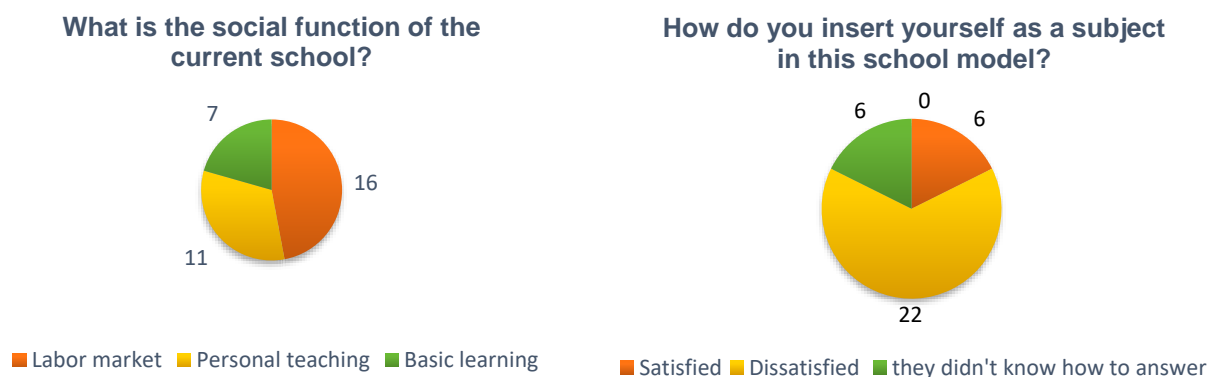 What is the social function of the
current school?
7
16
11
Labor market Personal teaching Basic learning
How do you insert yourself as a subject
in this school model?
6 0 6
22
Satisfied Dissatisfied they didn't know how to answer